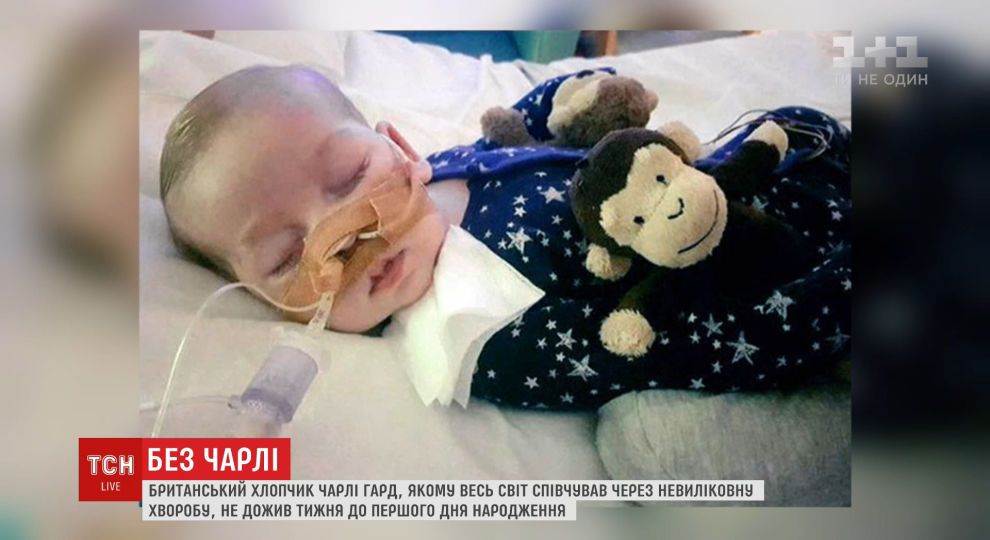 1+1
ТИ НЕ ОДИН
ТСН
LIVE
БЕЗ ЧАРЛІ
БРИТАНСЬКИЙ ХЛОПЧИК ЧАРЛІ ГАРД, ЯКОМУ ВЕСЬ СВІТ СПІВЧУВАВ ЧЕРЕЗ НЕВИЛІКОВНУ
ХВОРОБУ, НЕ ДОЖИВ ТИЖНЯ ДО ПЕРШОГО ДНЯ НАРОДЖЕННЯ